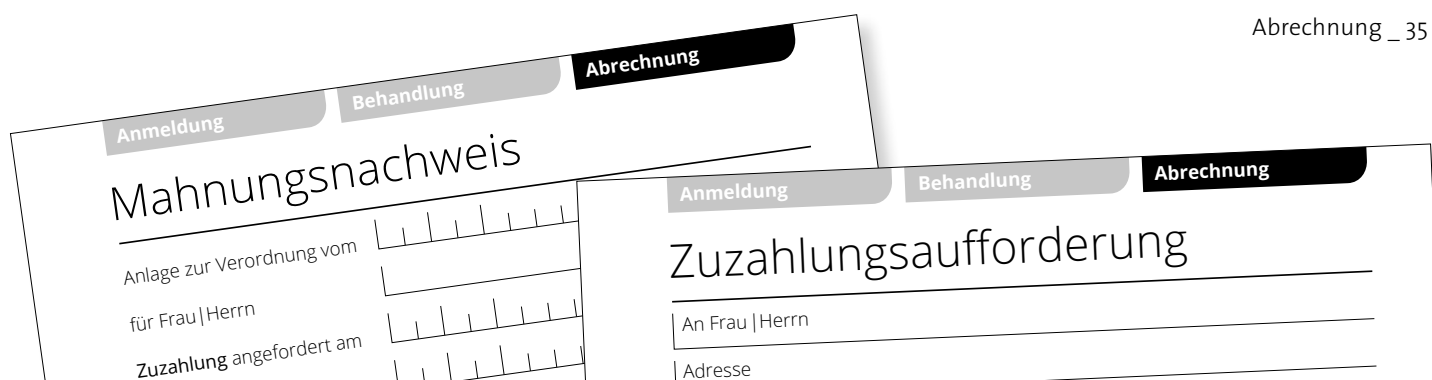 Abrechnung _ 35
Anmeldung Behandlung Abrechnung
Mahnungsnachweis
Anlage zur Verordnung vom
für Frau|Herrn
Zuzahlung angefordert am
Anmeldung Behandlung Abrechnung
Zuzahlungsaufforderung
An Frau|Herrn
Adresse